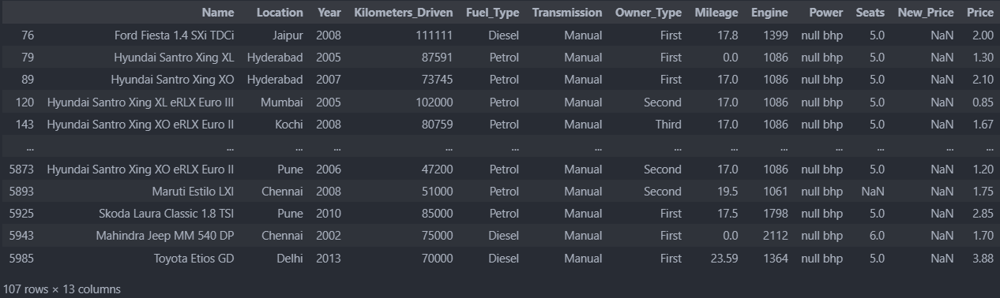 Name Location Year Kilometers_Driven Fuel_Type Transmission Owner_Type Mileage Engine Power Seats New_Price Price
76 Ford Fiesta 1.4 SXi TDCi Jaipur 2008 111111 Diesel Manual First 17.8 1399 null bhp 5.0 NaN 2.00
79 Hyundai Santro Xing XL Hyderabad 2005 87591 Petrol Manual First 0.0 1086 null bhp 5.0 NaN 1.30
89 Hyundai Santro Xing XO Hyderabad 2007 73745 Petrol Manual First 17.0 1086 null bhp 5.0 NaN 2.10
120 Hyundai Santro Xing XL eRLX Euro III Mumbai 2005 102000 Petrol Manual Second 17.0 1086 null bhp 5.0 NaN 0.85
143 Hyundai Santro Xing XO eRLX Euro II Kochi 2008 80759 Petrol Manual Third 17.0 1086 null bhp 5.0 NaN 1.67
... ... ... ... ... ... ... ... ... ... ... ... ... ...
5873 Hyundai Santro Xing XO eRLX Euro II Pune 2006 47200 Petrol Manual Second 17.0 1086 null bhp 5.0 NaN 1.20
5893 Maruti Estilo LXI Chennai 2008 51000 Petrol Manual Second 19.5 1061 null bhp NaN NaN 1.75
5925 Skoda Laura Classic 1.8 TSI Pune 2010 85000 Petrol Manual First 17.5 1798 null bhp 5.0 NaN 2.85
5943 Mahindra Jeep MM 540 DP Chennai 2002 75000 Diesel Manual First 0.0 2112 null bhp 6.0 NaN 1.70
5985 Toyota Etios GD Delhi 2013 70000 Diesel Manual First 23.59 1364 null bhp 5.0 NaN 3.88
107 rows × 13 columns